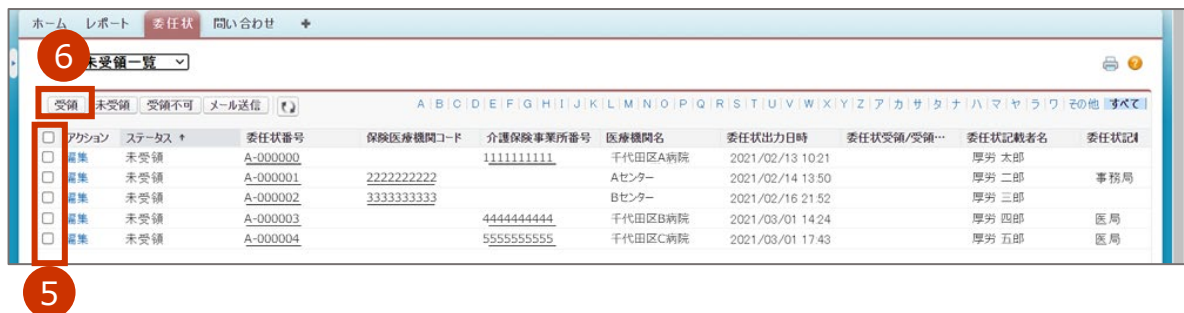 ホーム レポート 委任状 問い合わせ +
6
未受領一覧
受領 未受領 受領不可 メール送信 A | B | C | D | E | F | G | H | I | J | K | L | M | N | O | P | Q | R | S | T | U | V | W | X | Y | Z | ア | カ | サ | タ | ナ | ハ | マ | ヤ | ラ | ワ | その他 | すべて
アクション ステータス ↑ 委任状番号 保険医療機関コード 介護保険事業所番号 医療機関名 委任状出力日時 委任状受領/受領… 委任状記載者名 委任状記
編集 未受領 A-000000 1111111111 千代田区A病院 2021/02/13 10:21 厚労 太郎
編集 未受領 A-000001 2222222222 Aセンター 2021/02/14 13:50 厚労 二郎 事務局
編集 未受領 A-000002 3333333333 Bセンター 2021/02/16 21:52 厚労 三郎
編集 未受領 A-000003 4444444444 千代田区B病院 2021/03/01 14:24 厚労 四郎 医局
編集 未受領 A-000004 5555555555 千代田区C病院 2021/03/01 17:43 厚労 五郎 医局
5